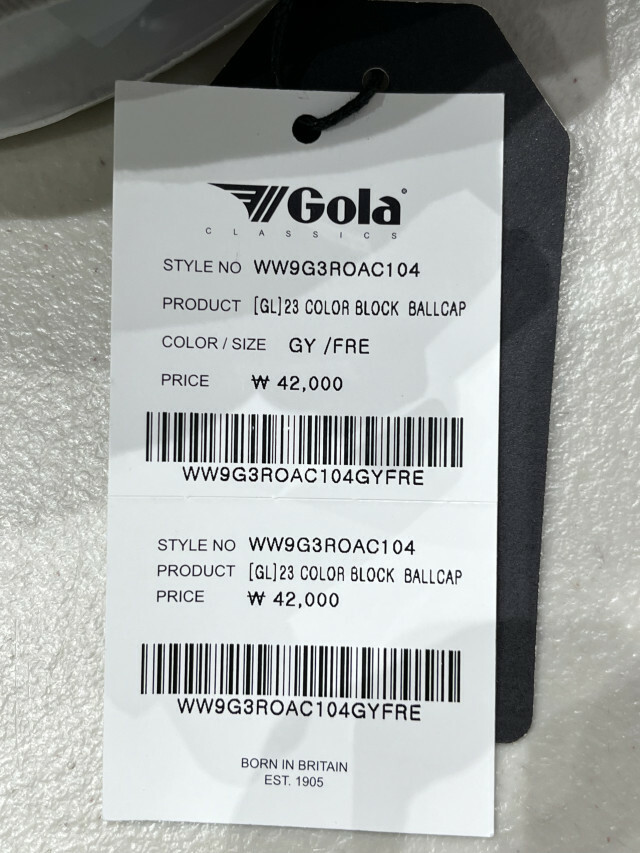 Gola
CLASSICS
STYLE NO WW9G3ROAC104
PRODUCT [GL]23 COLOR BLOCK BALLCAP
COLOR / SIZE GY /FRE
PRICE ₩ 42,000
WW9G3ROAC104GYFRE
STYLE NO WW9G3ROAC104
PRODUCT [GL]23 COLOR BLOCK BALLCAP
PRICE ₩ 42,000
WW9G3ROAC104GYFRE
BORN IN BRITAIN
EST. 1905